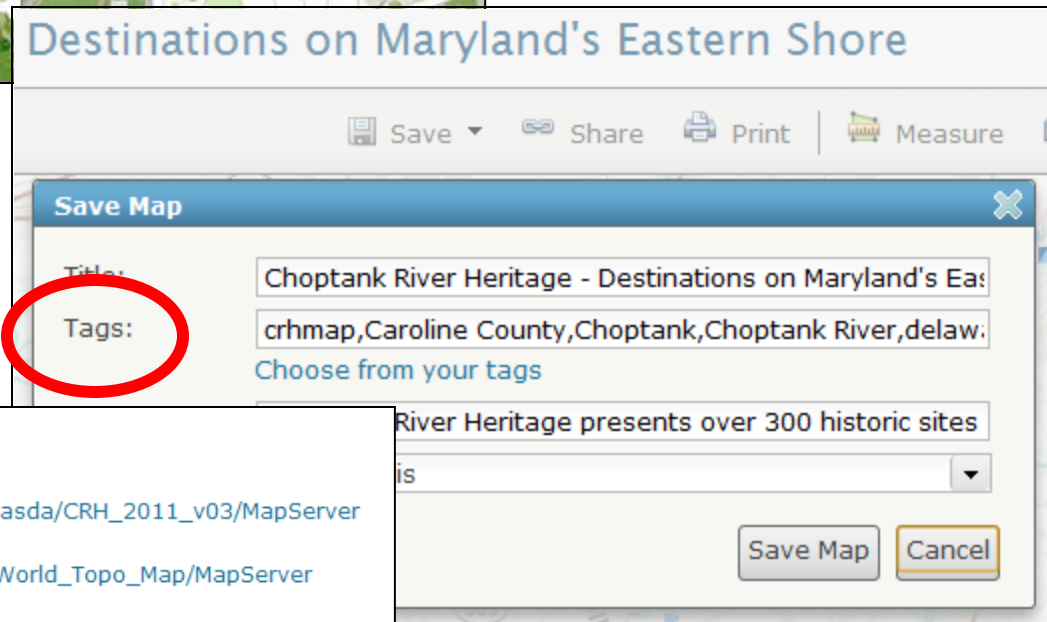 Destinations on Maryland's Eastern Shore
Save Share Print Measure
Save Map
Title: Choptank River Heritage - Destinations on Maryland's Eas
Tags: crhmap,Caroline County,Choptank,Choptank River,delaw
Choose from your tags
River Heritage presents over 300 historic sites
is
asda/CRH_2011_v03/MapServer
Save Map Cancel
World_Topo_Map/MapServer